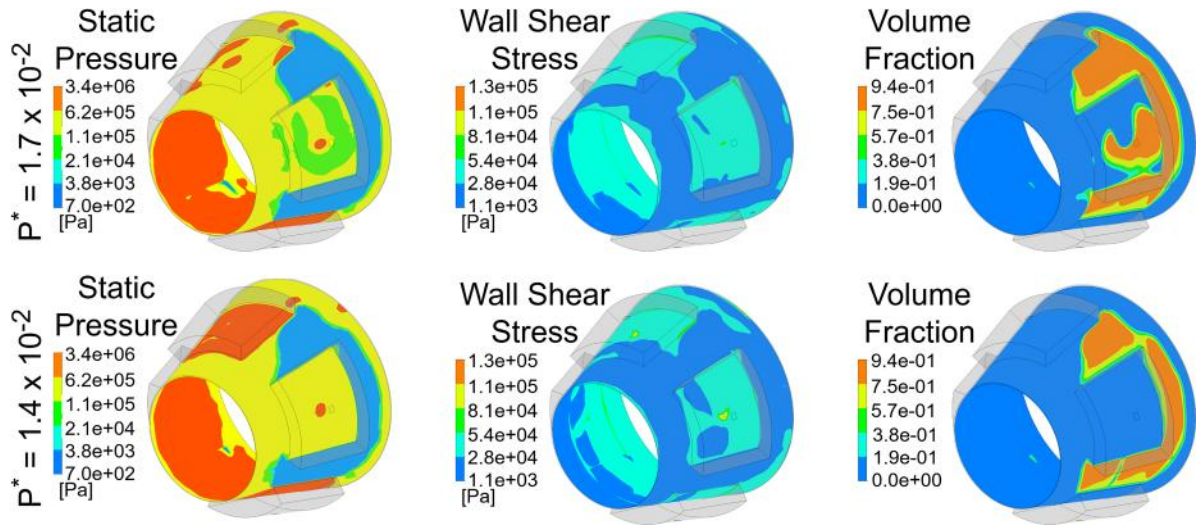 P* = 1.7 x 10-2
Static
Pressure
3.4e+06
6.2e+05
1.1e+05
2.1e+04
3.8e+03
7.0e+02
[Pa]
Wall Shear
Stress
1.3e+05
1.1e+05
8.1e+04
5.4e+04
2.8e+04
1.1e+03
[Pa]
Volume
Fraction
9.4e-01
7.5e-01
5.7e-01
3.8e-01
1.9e-01
0.0e+00
P* = 1.4 x 10-2
Static
Pressure
3.4e+06
6.2e+05
1.1e+05
2.1e+04
3.8e+03
7.0e+02
[Pa]
Wall Shear
Stress
1.3e+05
1.1e+05
8.1e+04
5.4e+04
2.8e+04
1.1e+03
[Pa]
Volume
Fraction
9.4e-01
7.5e-01
5.7e-01
3.8e-01
1.9e-01
0.0e+00